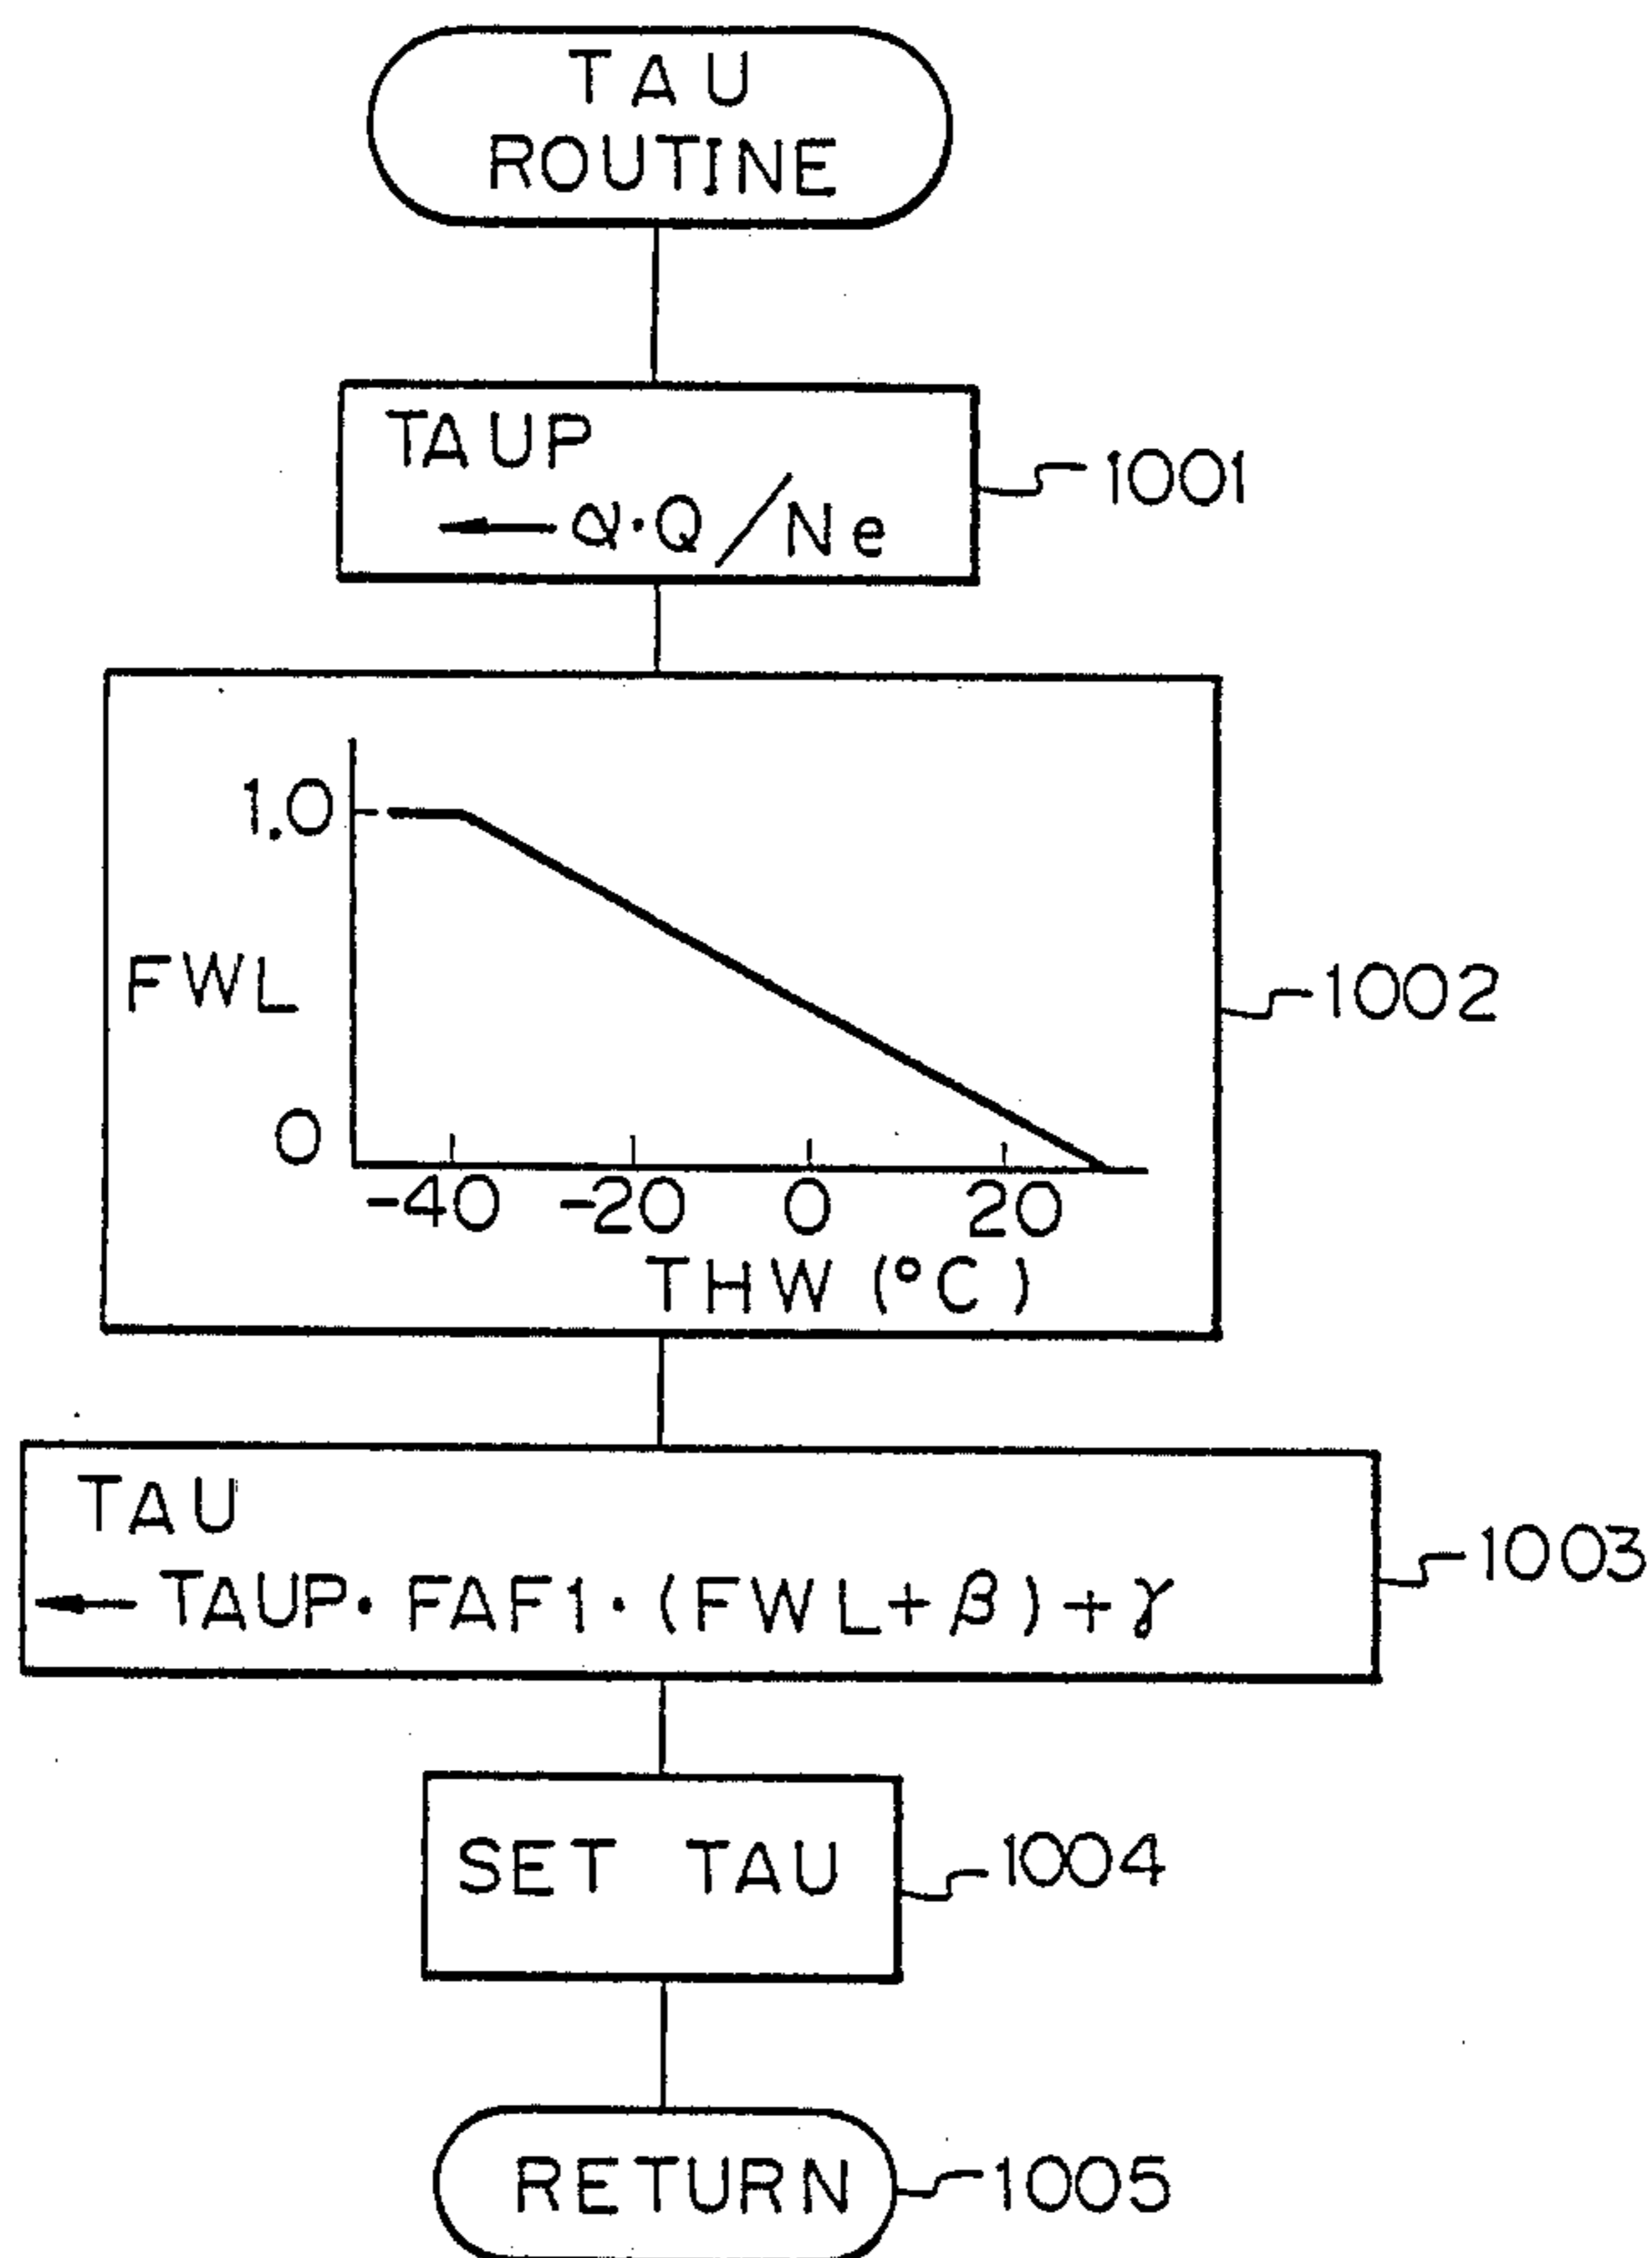 TAU
ROUTINE
TAUP
← α·Q/Ne
1001
1.0
FWL
0
-40 -20 0 20
THW (°C)
1002
TAU
← TAUP·FAF1·(FWL+β)+γ
1003
SET TAU
1004
RETURN
1005